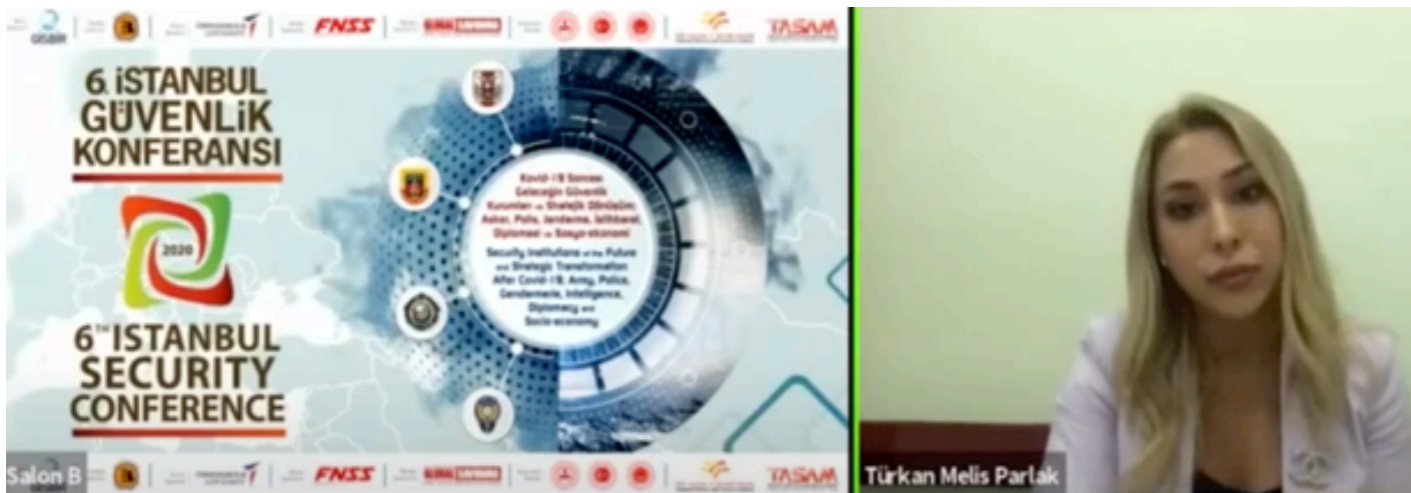 GİSBİR
FNSS
TASAM
6. İSTANBUL
GÜVENLİK
KONFERANSI
2020
6TH ISTANBUL
SECURITY
CONFERENCE
Kovid-19 Sonrası
Geleceğin Güvenlik
Kurumları ve Stratejik Dönüşüm;
Asker, Polis, Jandarma, İstihbarat,
Diplomasi ve Sosyo-ekonomi
Security Institutions of the Future
and Strategic Transformation
After Covid-19; Army, Police,
Gendarmerie, Intelligence,
Diplomacy and
Socio-economy
Salon B
FNSS
TASAM
Türkan Melis Parlak